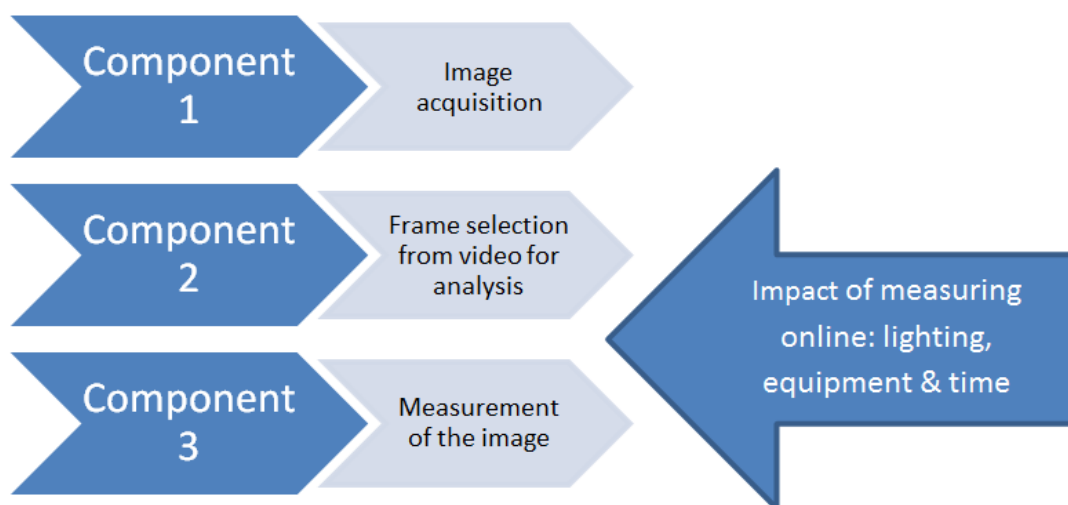 Component
1
Image
acquisition
Component
2
Frame selection
from video for
analysis
Component
3
Measurement
of the image
Impact of measuring
online: lighting,
equipment & time